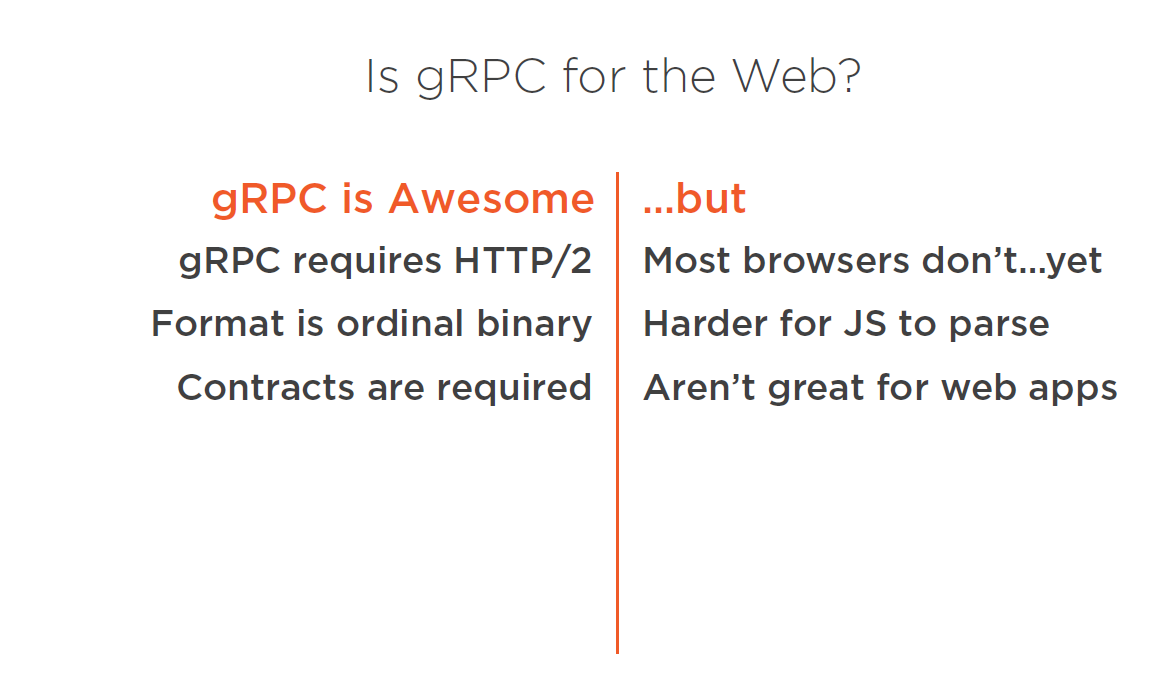 Is gRPC for the Web?
gRPC is Awesome
gRPC requires HTTP/2
Format is ordinal binary
Contracts are required
...but
Most browsers don’t...yet
Harder for JS to parse
Aren’t great for web apps